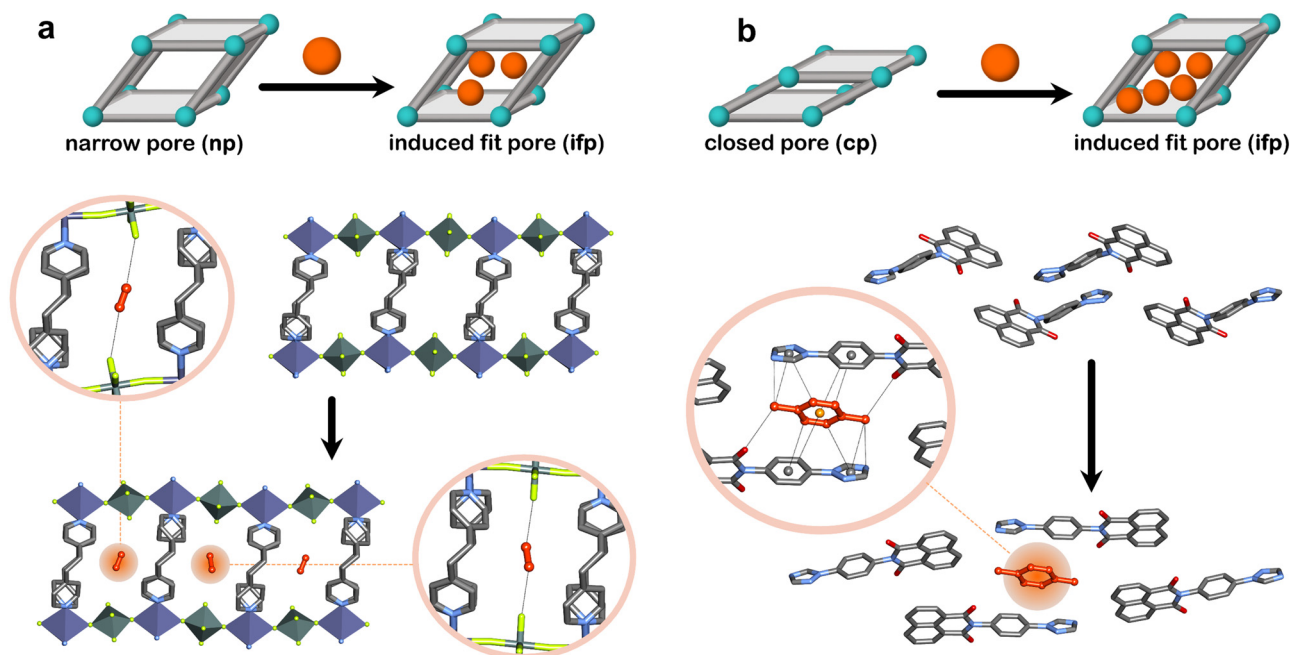 a
narrow pore (np)
induced fit pore (ifp)
b
closed pore (cp)
induced fit pore (ifp)